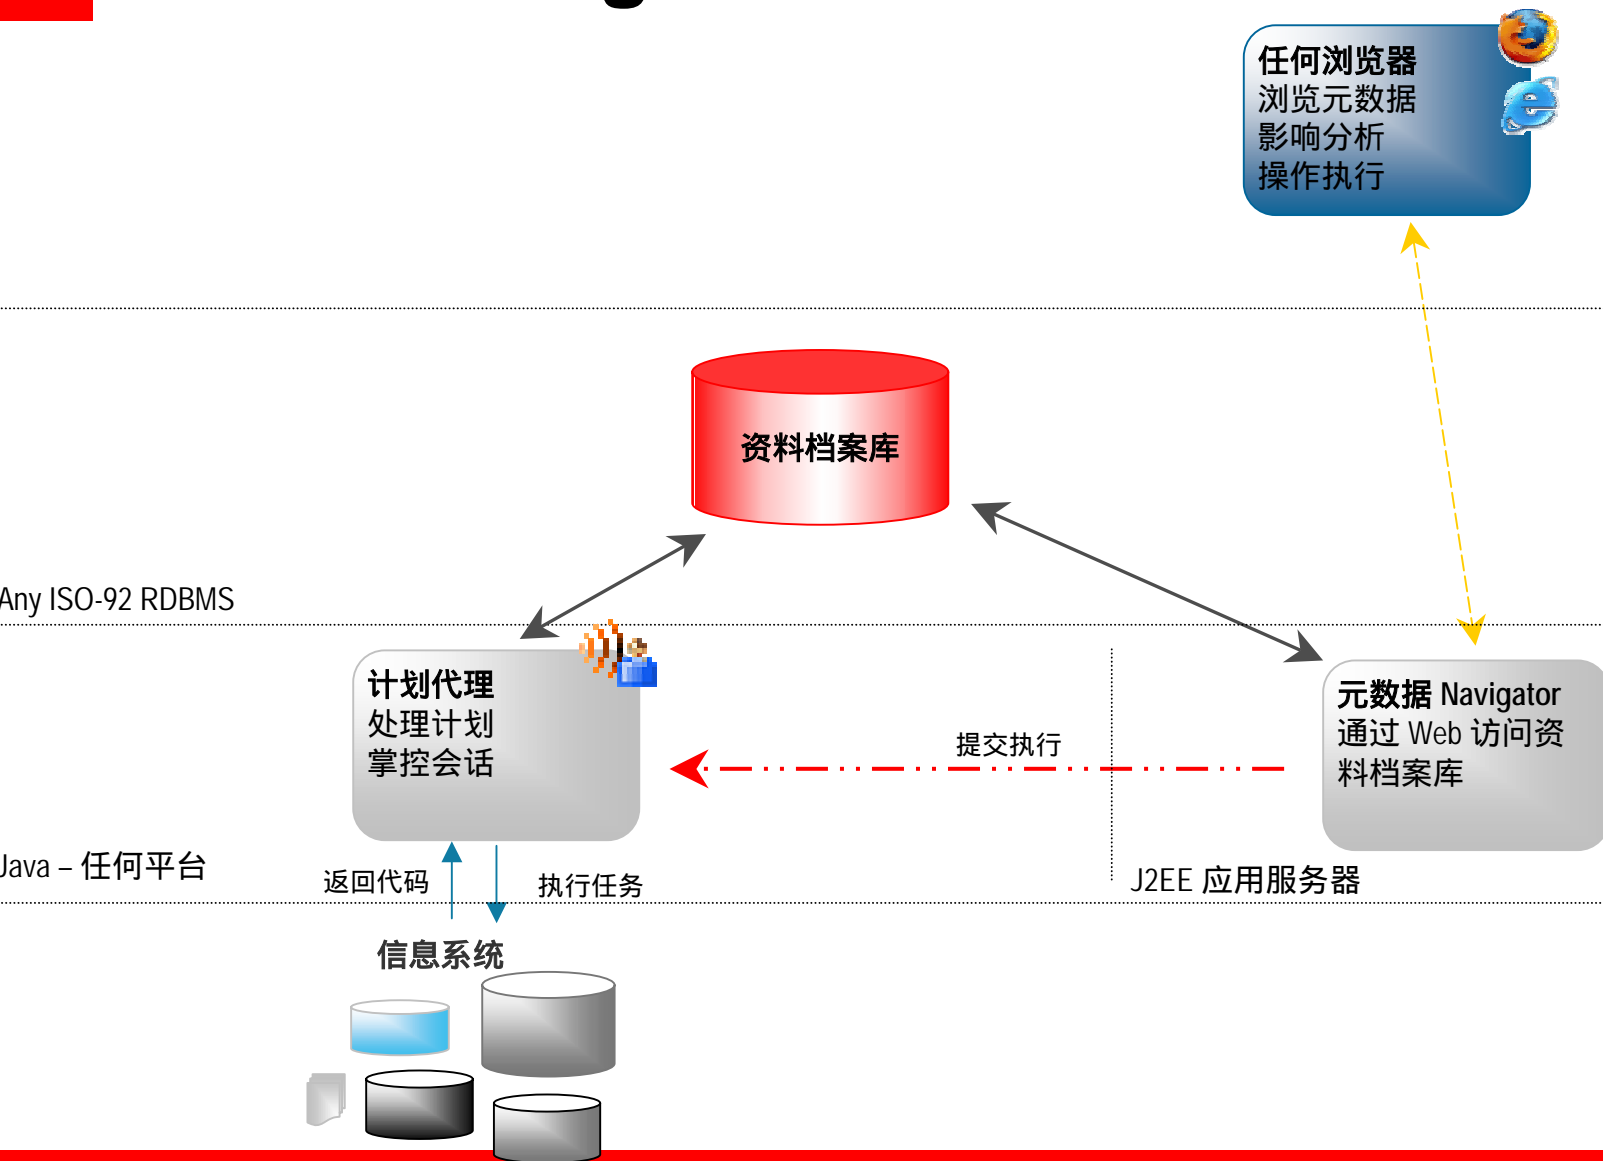 任何浏览器
浏览元数据
影响分析
操作执行
资料档案库
Any ISO-92 RDBMS
计划代理
处理计划
掌控会话
提交执行
元数据 Navigator
通过 Web 访问资
料档案库
Java – 任何平台
返回代码
执行任务
J2EE 应用服务器
信息系统